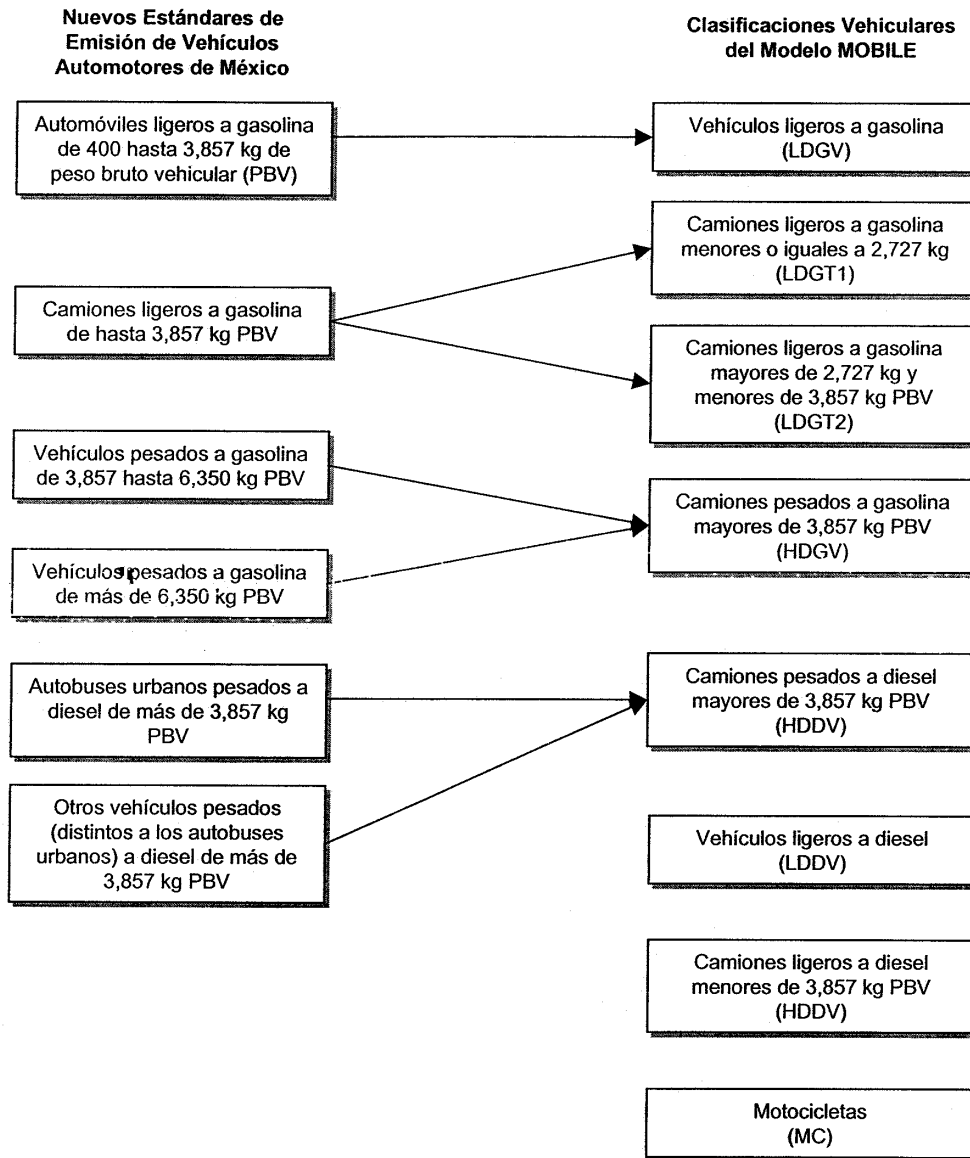 Nuevos Estándares de
Emisión de Vehículos
Automotores de México
Clasificaciones Vehiculares
del Modelo MOBILE
Automóviles ligeros a gasolina
de 400 hasta 3,857 kg de
peso bruto vehicular (PBV)
Vehículos ligeros a gasolina
(LDGV)
Camiones ligeros a gasolina
menores o iguales a 2,727 kg
(LDGT1)
Camiones ligeros a gasolina
de hasta 3,857 kg PBV
Camiones ligeros a gasolina
mayores de 2,727 kg y
menores de 3,857 kg PBV
(LDGT2)
Vehículos pesados a gasolina
de 3,857 hasta 6,350 kg PBV
Camiones pesados a gasolina
mayores de 3,857 kg PBV
(HDGV)
Vehículos pesados a gasolina
de más de 6,350 kg PBV
Autobuses urbanos pesados a
diesel de más de 3,857 kg
PBV
Camiones pesados a diesel
mayores de 3,857 kg PBV
(HDDV)
Otros vehículos pesados
(distintos a los autobuses
urbanos) a diesel de más de
3,857 kg PBV
Vehículos ligeros a diesel
(LDDV)
Camiones ligeros a diesel
menores de 3,857 kg PBV
(HDDV)
Motocicletas
(MC)